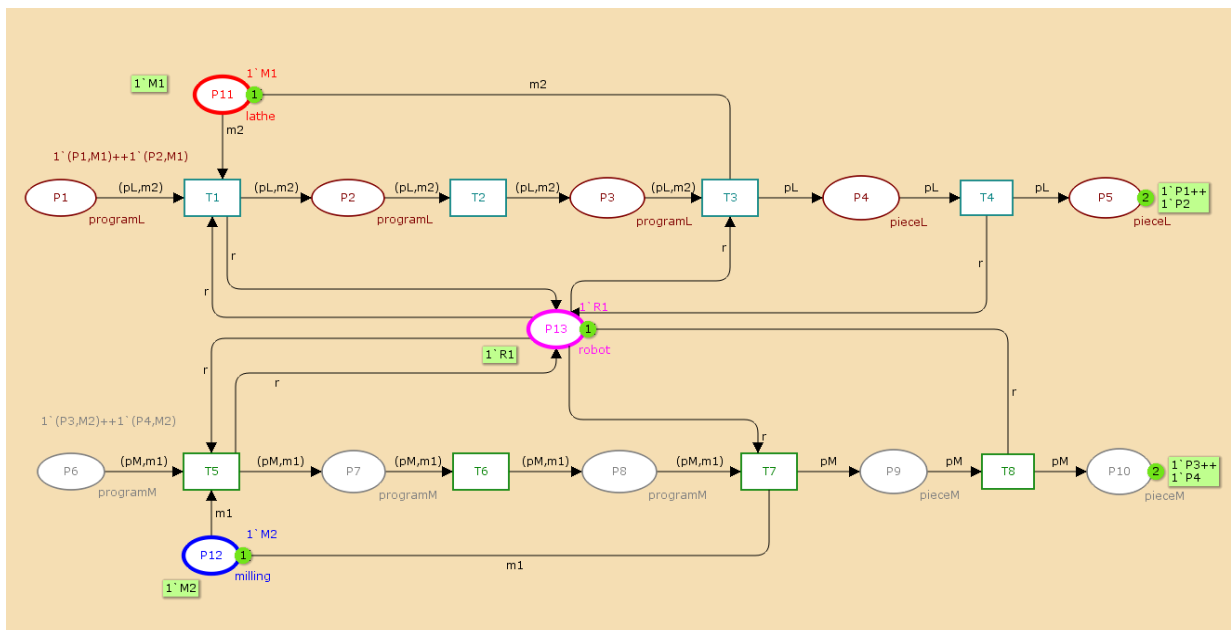 1`M1
m2
1`M1
P11
1
lathe
m2
1`(P1,M1)++1`(P2,M1)
P1
(pL,m2)
T1
(pL,m2)
P2
(pL,m2)
T2
(pL,m2)
P3
(pL,m2)
T3
pL
P4
pL
T4
pL
P5
2
1`P1++
1`P2
programL
programL
programL
pieceL
pieceL
r
r
r
r
1`R1
P13
1
robot
1`R1
r
r
r
r
1`(P3,M2)++1`(P4,M2)
P6
(pM,m1)
T5
(pM,m1)
P7
(pM,m1)
T6
(pM,m1)
P8
(pM,m1)
T7
pM
P9
pM
T8
pM
P10
2
1`P3++
1`P4
programM
programM
programM
pieceM
pieceM
m1
1`M2
P12
1
m1
milling
1`M2